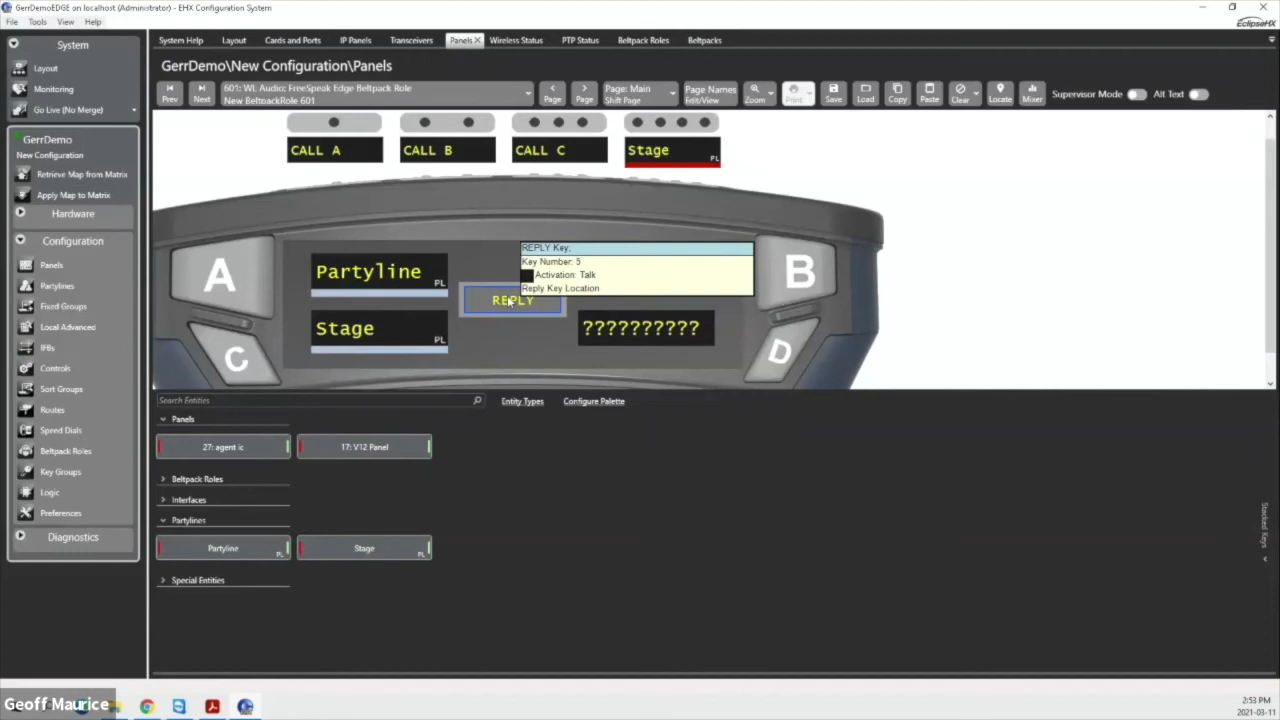 GerrDemoEDGE on localhost (Administrator) - EHX Configuration System
File Tools View Help
EclipseHX
System
Layout
Monitoring
Go Live (No Merge)
GerrDemo
New Configuration
Retrieve Map from Matrix
Apply Map to Matrix
Hardware
Configuration
Panels
Partylines
Fixed Groups
Local Advanced
IFBs
Controls
Sort Groups
Routes
Speed Dials
Beltpack Roles
Key Groups
Logic
Preferences
Diagnostics
System Help Layout Cards and Ports IP Panels Transceivers Panels X Wireless Status PTP Status Beltpack Roles Beltpacks
GerrDemo\New Configuration\Panels
Prev
Next
601: WL Audio: FreeSpeak Edge Beltpack Role
New BeltpackRole 601
Page
Page
Page: Main
Shift Page
Page Names
Edit/View
Zoom
Print
Save
Load
Copy
Paste
Clear
Locate
Mixer
Supervisor Mode
Alt Text
CALL A
CALL B
CALL C
Stage
PL
A
Partyline
PL
B
REPLY Key:
Key Number: 5
Activation: Talk
Reply Key Location
REPLY
C
Stage
PL
??????????
D
Search Entities
Entity Types
Configure Palette
Panels
27: agent ic
17: V12 Panel
Beltpack Roles
Interfaces
Partylines
Partyline
PL
Stage
PL
Special Entities
Stacked Keys
Geoff Maurice
2:53 PM
2021-03-11